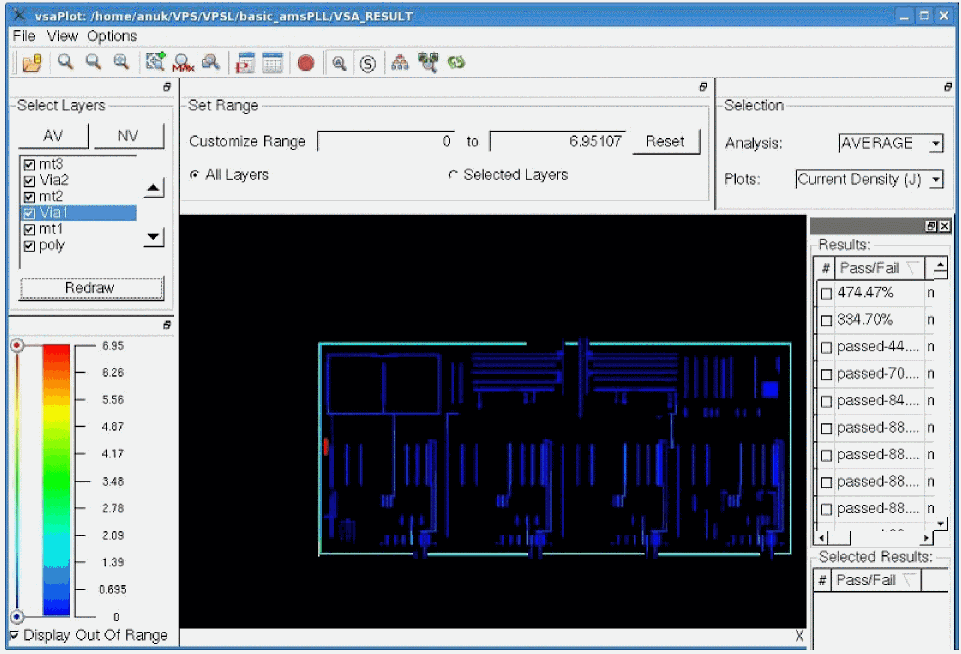 vsaPlot: /home/anuk/VPS/VPSL/basic_amsPLL/VSA_RESULT
File View Options
MAX
S
Select Layers
AV NV
mt3
Via2
mt2
Via1
mt1
poly
Redraw
Set Range
Customize Range 0 to 6.95107 Reset
All Layers Selected Layers
Selection
Analysis: AVERAGE
Plots: Current Density (J)
6.95
6.26
5.56
4.87
4.17
3.48
2.78
2.09
1.39
0.695
0
Display Out Of Range
X
Results:
# Pass/Fail
474.47% n
334.70% n
passed-44.... n
passed-70.... n
passed-84.... n
passed-88.... n
passed-88.... n
passed-88.... n
passed-88.... n
Selected Results:
# Pass/Fail